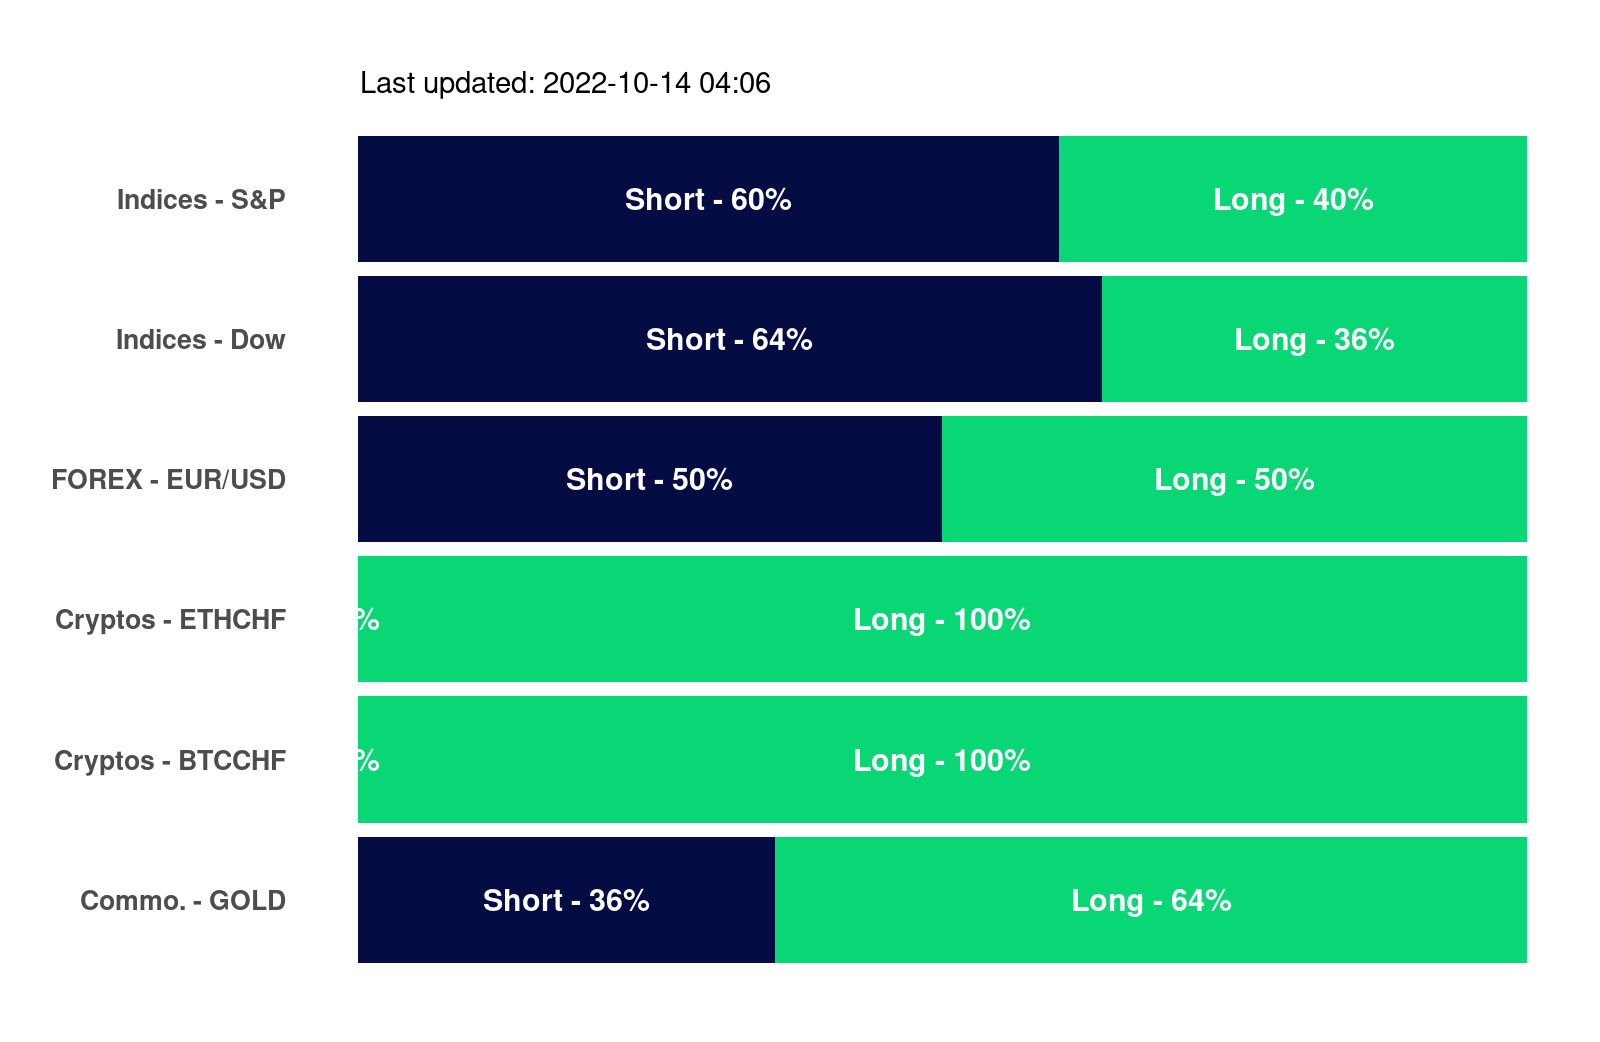 Last updated: 2022-10-14 04:06
Indices - S&P Short - 60% Long - 40%
Indices - Dow Short - 64% Long - 36%
FOREX - EUR/USD Short - 50% Long - 50%
Cryptos - ETHCHF % Long - 100%
Cryptos - BTCCHF % Long - 100%
Commo. - GOLD Short - 36% Long - 64%